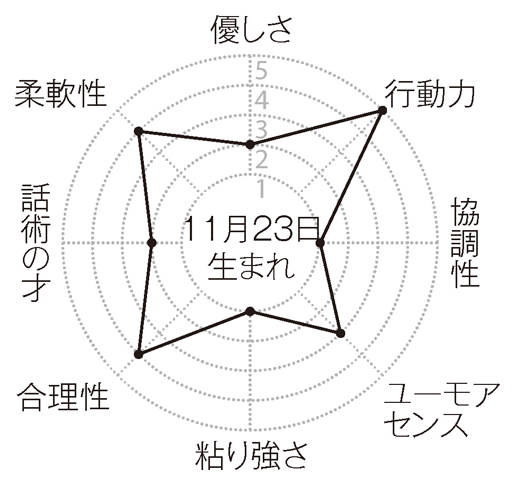 優しさ
5
4
3
2
1
行動力
協
調
性
ユーモア
センス
粘り強さ
合理性
話
術
の
才
柔軟性
11月23日
生まれ